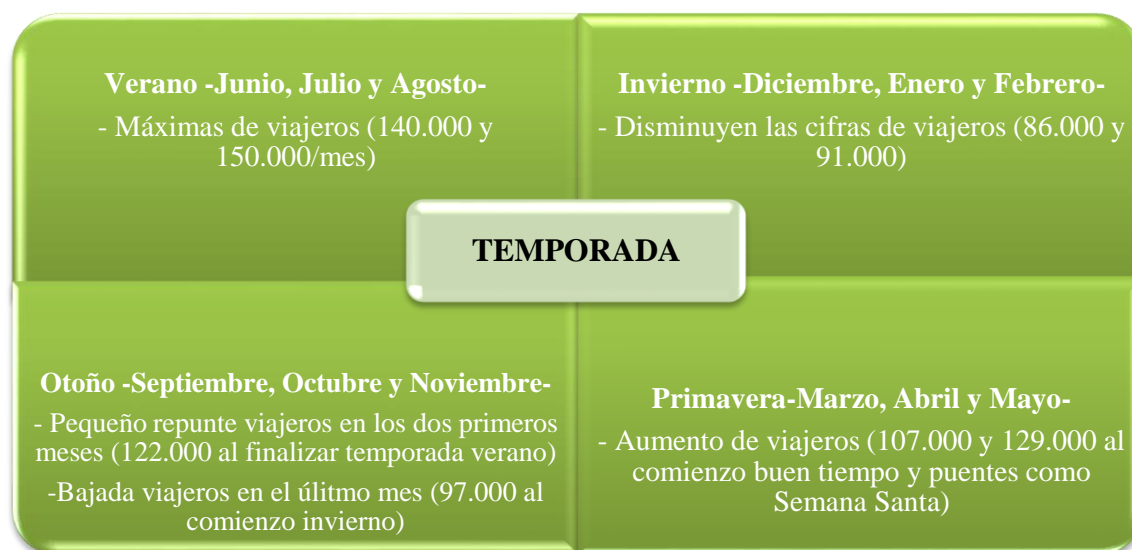 Verano -Junio, Julio y Agosto-
- Máximas de viajeros (140.000 y
150.000/mes)
Invierno -Diciembre, Enero y Febrero-
- Disminuyen las cifras de viajeros (86.000 y
91.000)
TEMPORADA
Otoño -Septiembre, Octubre y Noviembre-
- Pequeño repunte viajeros en los dos primeros
meses (122.000 al finalizar temporada verano)
-Bajada viajeros en el úlitmo mes (97.000 al
comienzo invierno)
Primavera-Marzo, Abril y Mayo-
- Aumento de viajeros (107.000 y 129.000 al
comienzo buen tiempo y puentes como
Semana Santa)